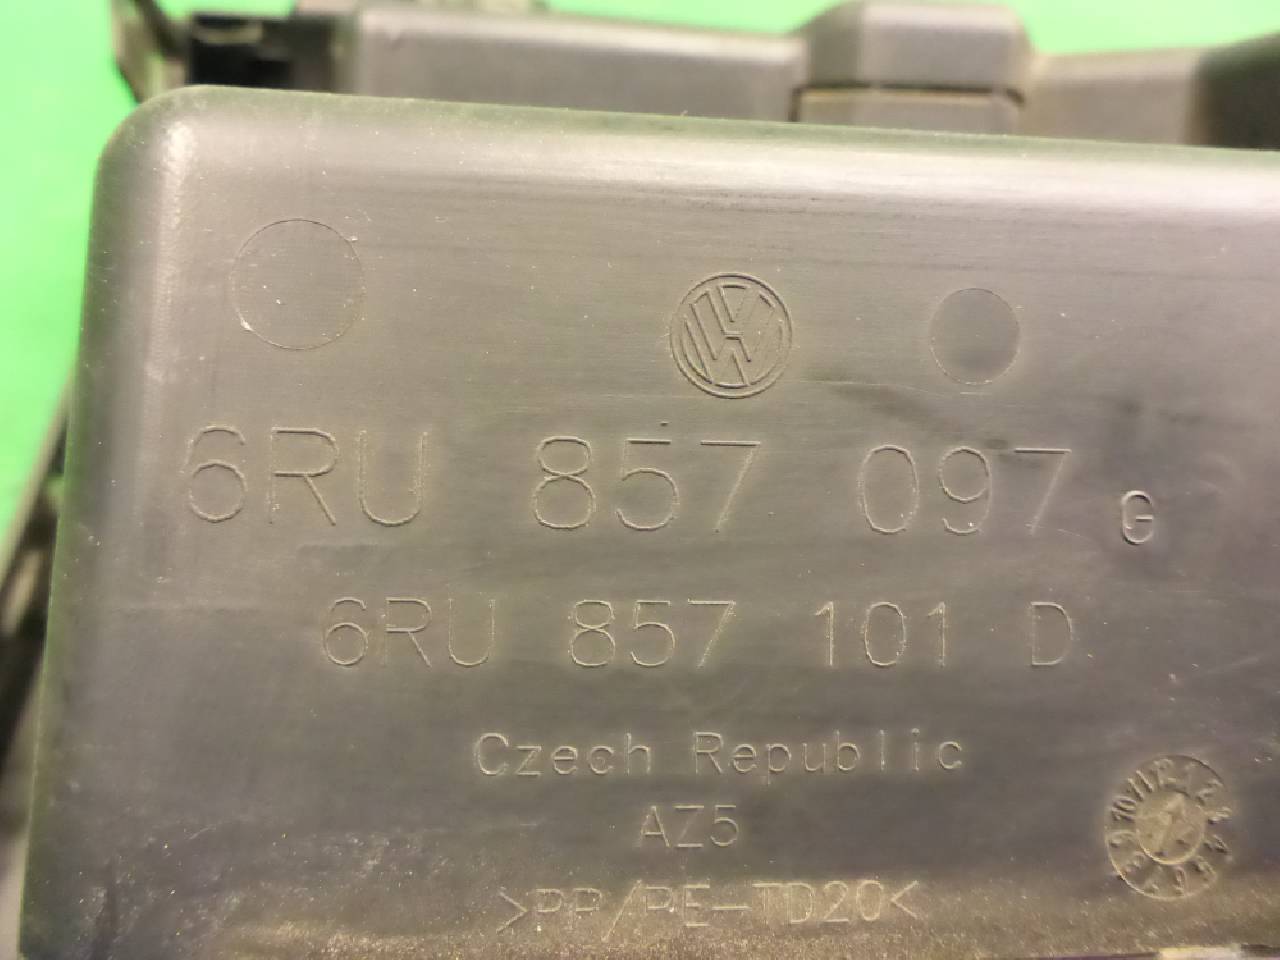 6RU 857 097 G
6RU 857 101 D
Czech Republic
AZ5
>PP/PE-TD20<